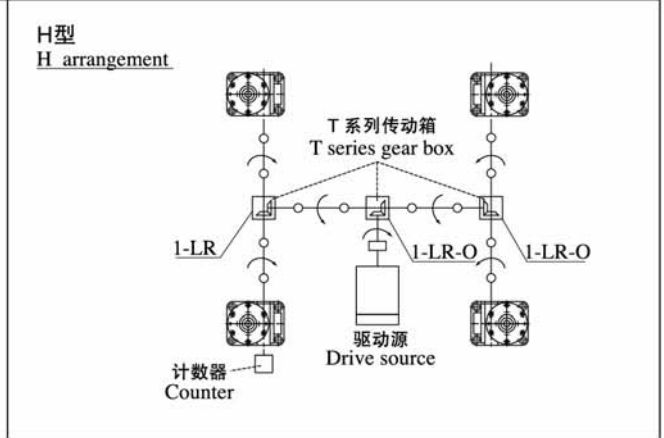 H型
H arrangement
T 系列传动箱
T series gear box
1-LR
1-LR-O
1-LR-O
驱动源
Drive source
计数器
Counter